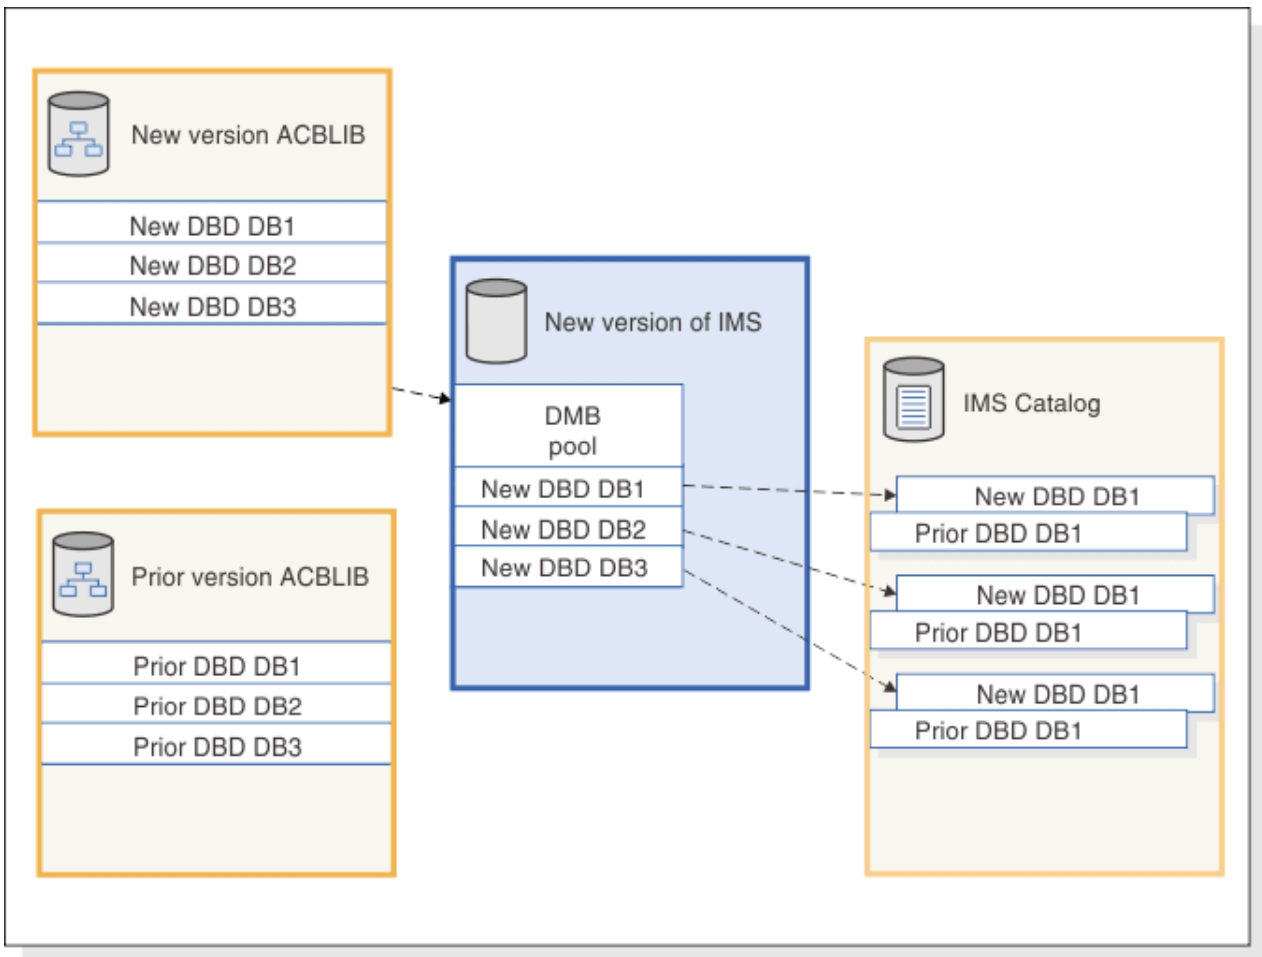 New version ACBLIB
New DBD DB1
New DBD DB2
New DBD DB3
Prior version ACBLIB
Prior DBD DB1
Prior DBD DB2
Prior DBD DB3
New version of IMS
DMB
pool
New DBD DB1
New DBD DB2
New DBD DB3
IMS Catalog
New DBD DB1
Prior DBD DB1
New DBD DB1
Prior DBD DB1
New DBD DB1
Prior DBD DB1